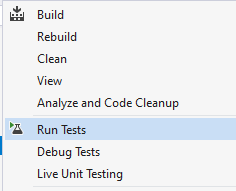 Build
Rebuild
Clean
View
Analyze and Code Cleanup
Run Tests
Debug Tests
Live Unit Testing